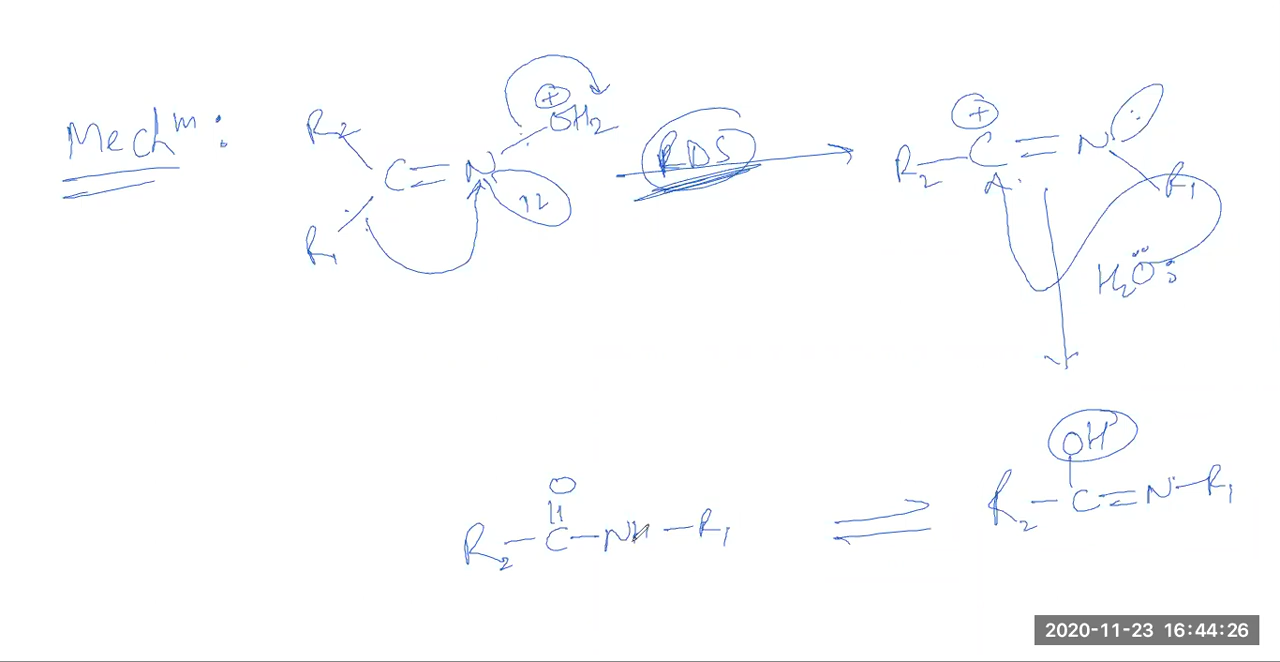 Mechᵐ :
R₂
C = N
⊕
OH₂
R₁
12
RDS
⊕
R₂ — C = N :
R₁
H₂O:
OH
R₂ — C = N — R₁
O
R₂ — C — NH — R₁
⇌
2020-11-23 16:44:26